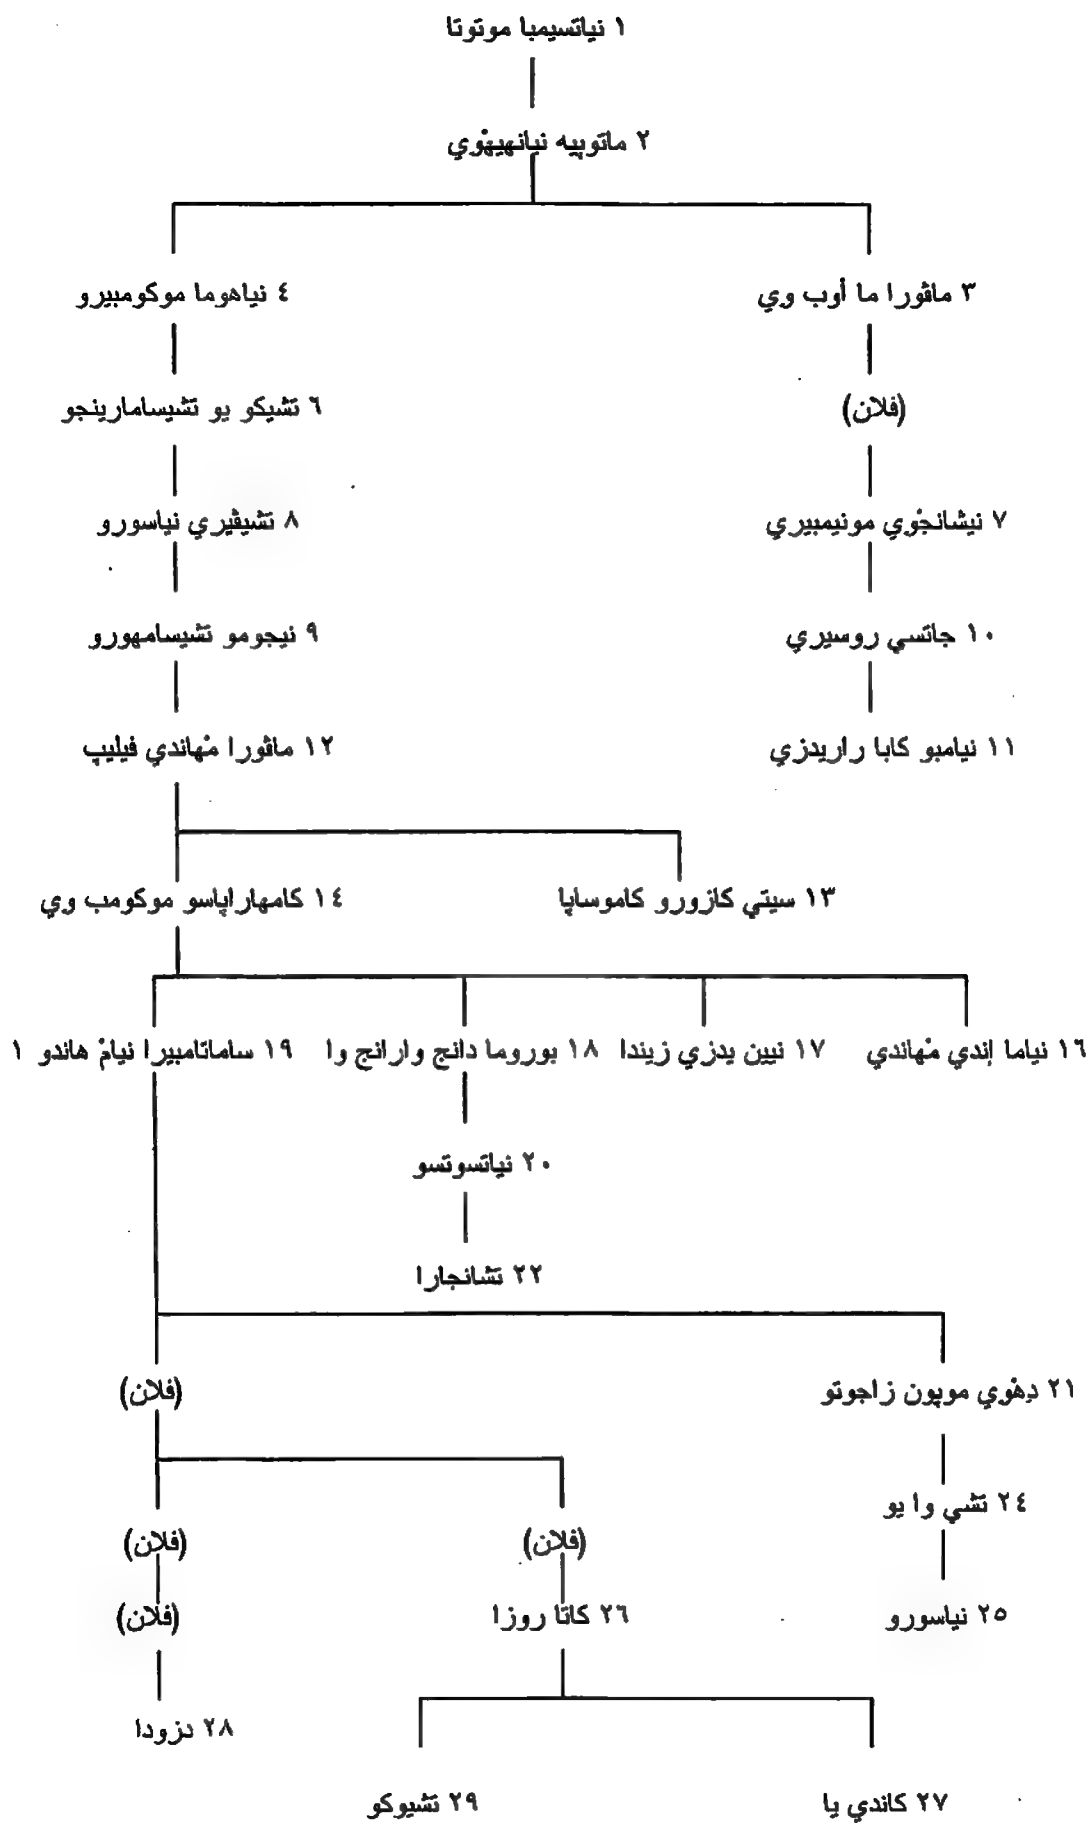 ١ نياتسيمبا موتوتا
٢ ماتوپيه نيانهيهْوي
٣ ماڤورا ما أوب وي
٤ نياهوما موكومبيرو
(فلان)
٦ تشيكو يو تشيسامارينجو
٧ نيشانجْوي مونيمبيري
٨ تشيڤيري نياسورو
١٠ جاتسي روسيري
٩ نيجومو تشيسامهورو
١١ نيامبو كابا راريدزي
١٢ ماڤورا مْهاندي فيليپ
١٣ سيتي كازورو كاموساپا
١٤ كامهاراپاسو موكومب وي
١٦ نياما إندي مْهاندي
١٧ نيين يدزي زيندا
١٨ بوروما دانج وارانج وا
١٩ ساماتامبيرا نيامْ هاندو ١
٢٠ نياتسوتسو
٢٢ تشانجارا
٢١ دِهْوي موپون زاجوتو
(فلان)
٢٤ تشي وا يو
(فلان)
(فلان)
٢٥ نياسورو
٢٦ كاتا روزا
(فلان)
٢٨ دزودا
٢٧ كاندي يا
٢٩ تشيوكو